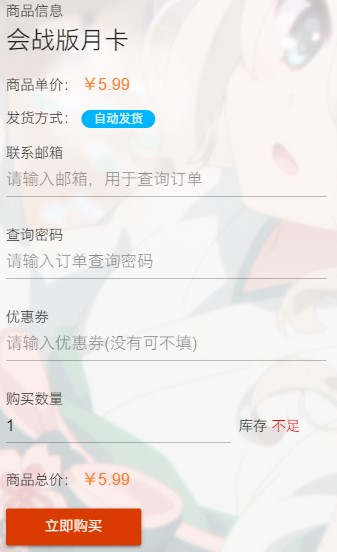 商品信息
会战版月卡
商品单价： ￥5.99
发货方式： 自动发货
联系邮箱
请输入邮箱，用于查询订单
查询密码
请输入订单查询密码
优惠券
请输入优惠券(没有可不填)
购买数量
1 库存 不足
商品总价： ￥5.99
立即购买